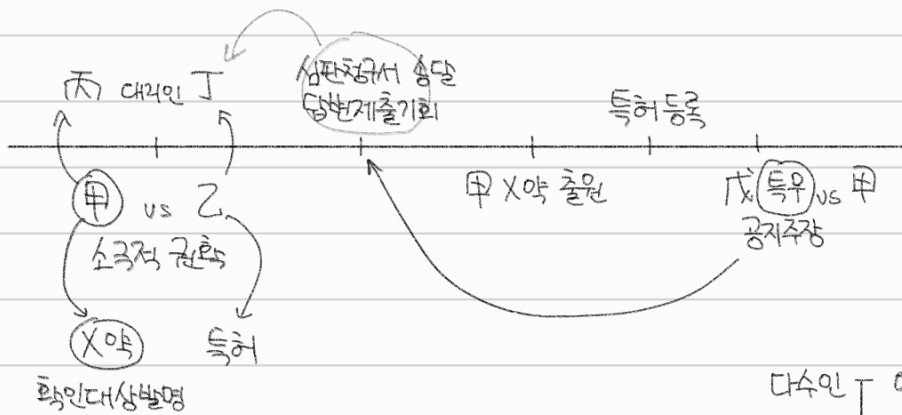 심판청구서 송달
丙 대리인 丁
답변제출기회
특허 등록
甲 vs 乙
甲 X약 출원
戊 특무 vs 甲
공지주장
소극적 권확
X약 특허
확인대상발명
다수인